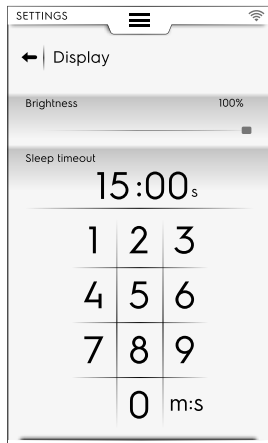 SETTINGS
Display
Brightness 100%
Sleep timeout
15:00s
1 2 3
4 5 6
7 8 9
0 m:s